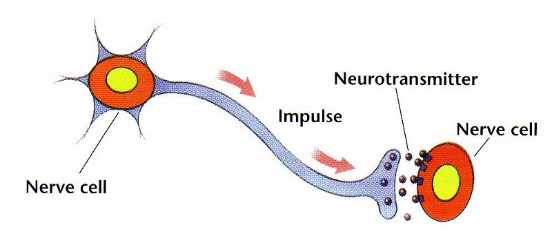 Neurotransmitter
Impulse
Nerve cell
Nerve cell